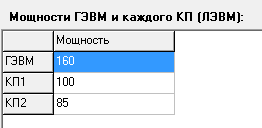 Мощности ГЭВМ и каждого КП (ЛЭВМ):
Мощность
ГЭВМ 160
КП1 100
КП2 85